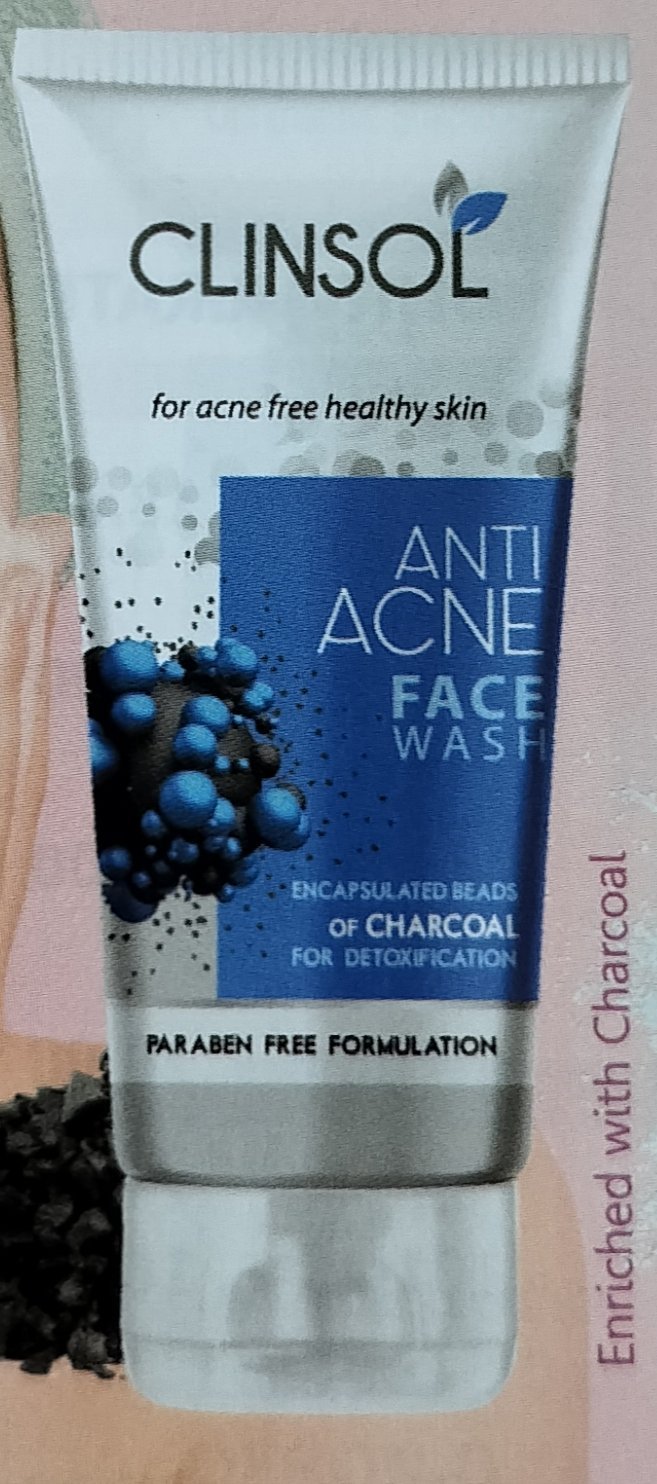 CLINSOL
for acne free healthy skin
ANTI
ACNE
FACE
WASH
ENCAPSULATED BEADS
OF CHARCOAL
FOR DETOXIFICATION
PARABEN FREE FORMULATION
Enriched with Charcoal